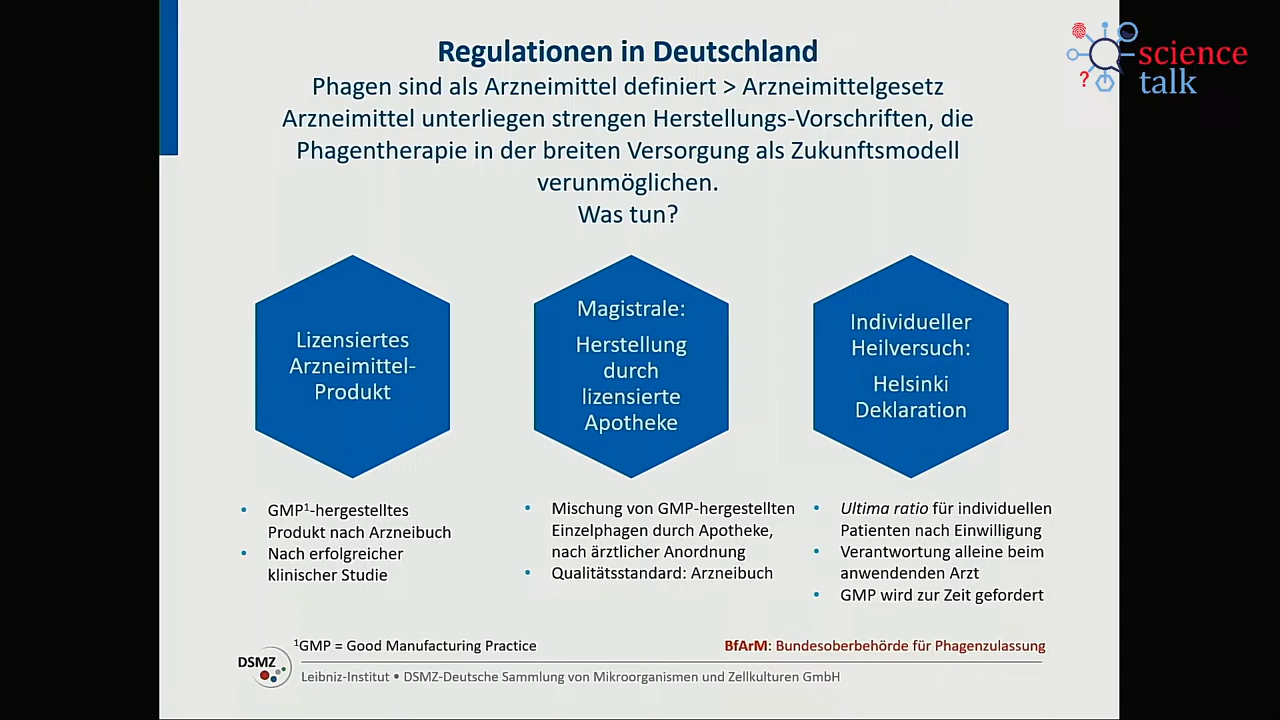 Regulationen in Deutschland
Phagen sind als Arzneimittel definiert > Arzneimittelgesetz
Arzneimittel unterliegen strengen Herstellungs-Vorschriften, die
Phagentherapie in der breiten Versorgung als Zukunftsmodell
verunmöglichen.
Was tun?
science
talk
?
Lizensiertes
Arzneimittel-
Produkt
Magistrale:
Herstellung
durch
lizensierte
Apotheke
Individueller
Heilversuch:
Helsinki
Deklaration
• GMP¹-hergestelltes
Produkt nach Arzneibuch
• Nach erfolgreicher
klinischer Studie
• Mischung von GMP-hergestellten
Einzelphagen durch Apotheke,
nach ärztlicher Anordnung
• Qualitätsstandard: Arzneibuch
• Ultima ratio für individuellen
Patienten nach Einwilligung
• Verantwortung alleine beim
anwendenden Arzt
• GMP wird zur Zeit gefordert
¹GMP = Good Manufacturing Practice
BfArM: Bundesoberbehörde für Phagenzulassung
DSMZ
Leibniz-Institut • DSMZ-Deutsche Sammlung von Mikroorganismen und Zellkulturen GmbH